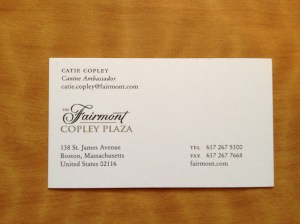 CATIE COPLEY
Canine Ambassador
catie.copley@fairmont.com
THE
Fairmont
COPLEY PLAZA
138 St. James Avenue
Boston, Massachusetts
United States 02116
TEL 617 267 5300
FAX 617 267 7668
fairmont.com